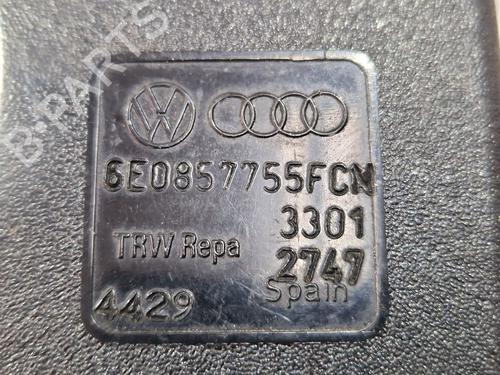 B-PARTS
6E0857755FCN
3301
TRW Repa
2747
4429
Spain